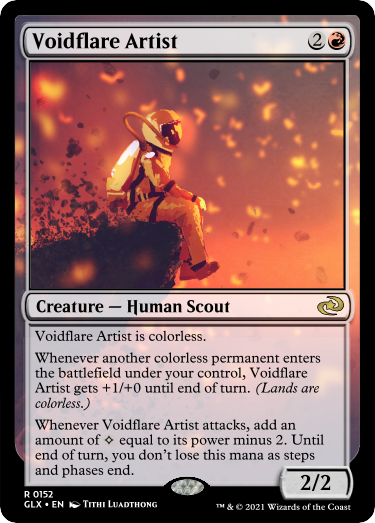 Voidflare Artist 2
Creature — Human Scout
Voidflare Artist is colorless.
Whenever another colorless permanent enters
the battlefield under your control, Voidflare
Artist gets +1/+0 until end of turn. (Lands are
colorless.)
Whenever Voidflare Artist attacks, add an
amount of ◇ equal to its power minus 2. Until
end of turn, you don't lose this mana as steps
and phases end.
2/2
R 0152
GLX • EN Tithi Luadthong
™ & © 2021 Wizards of the Coast